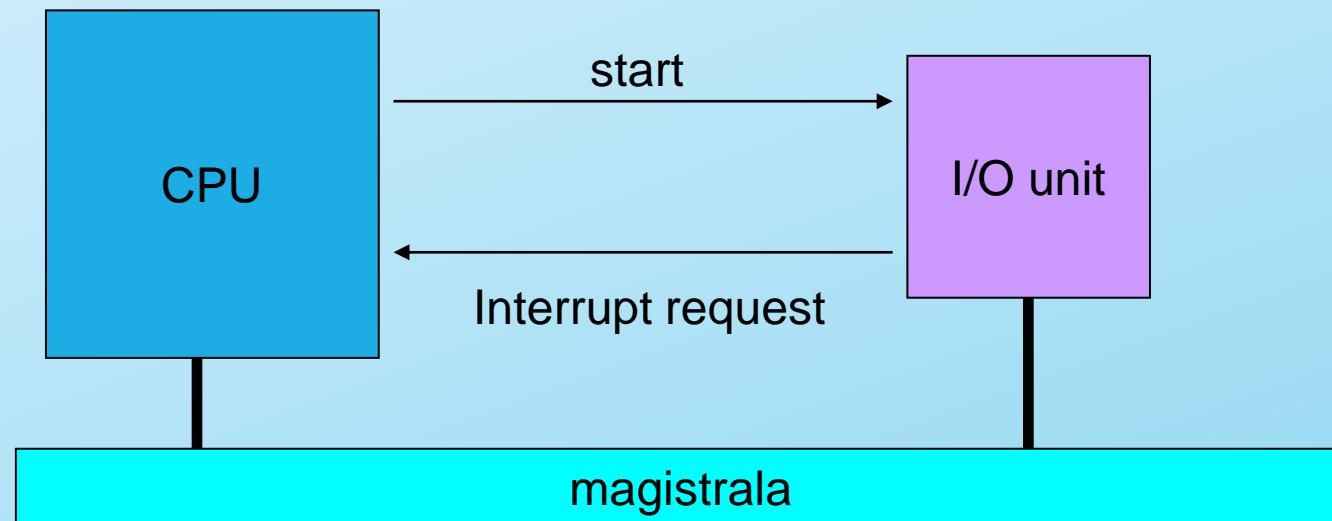 start
CPU
I/O unit
Interrupt request
magistrala